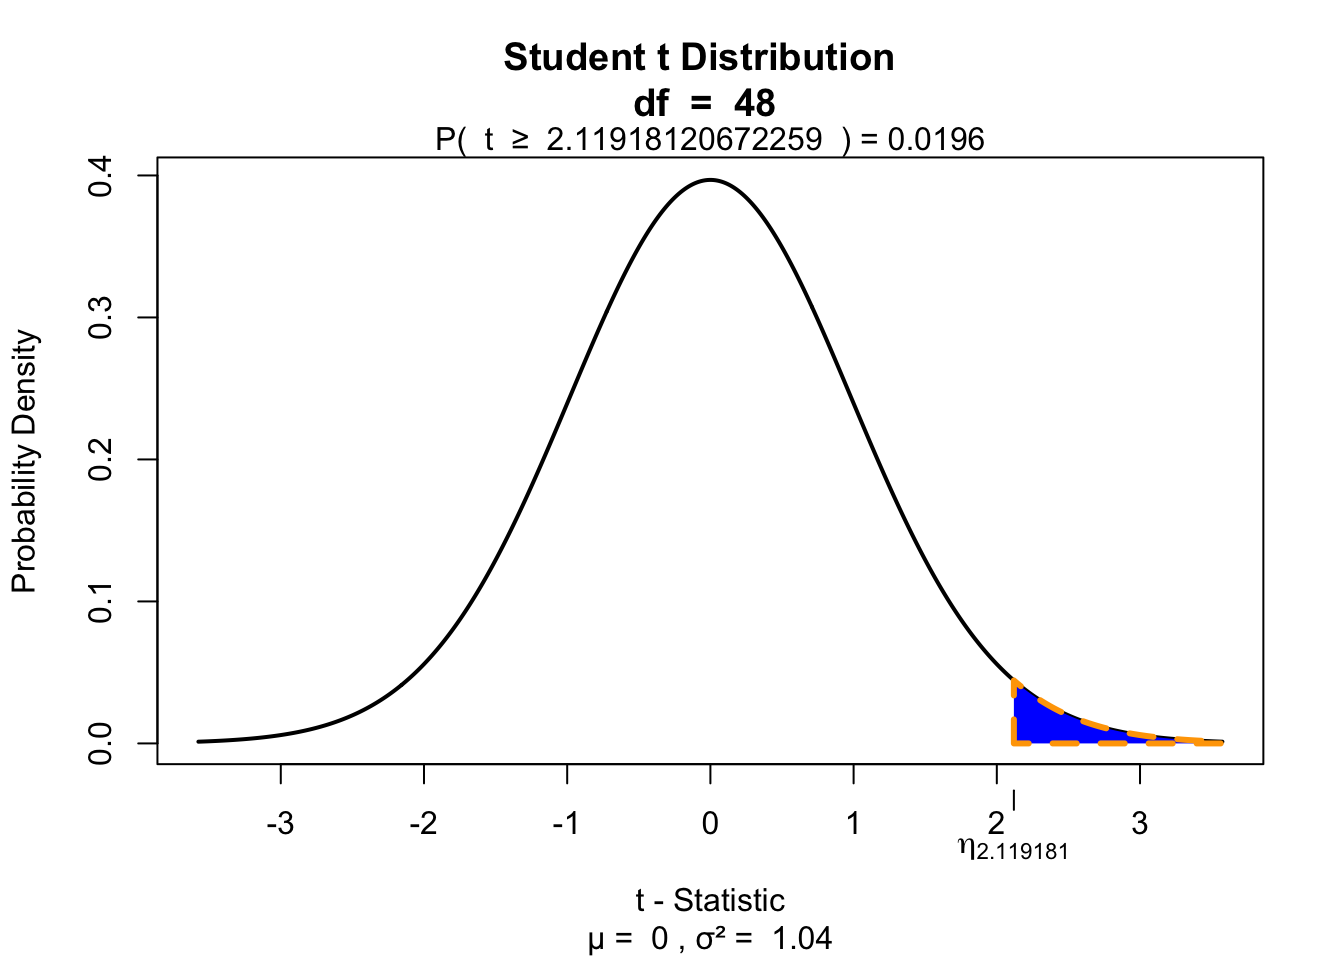 Student t Distribution
df = 48
P( t ≥ 2.11918120672259 ) = 0.0196
Probability Density
0.4
0.3
0.2
0.1
0.0
-3 -2 -1 0 1 2 3
η2.119181
t - Statistic
μ = 0 , σ² = 1.04